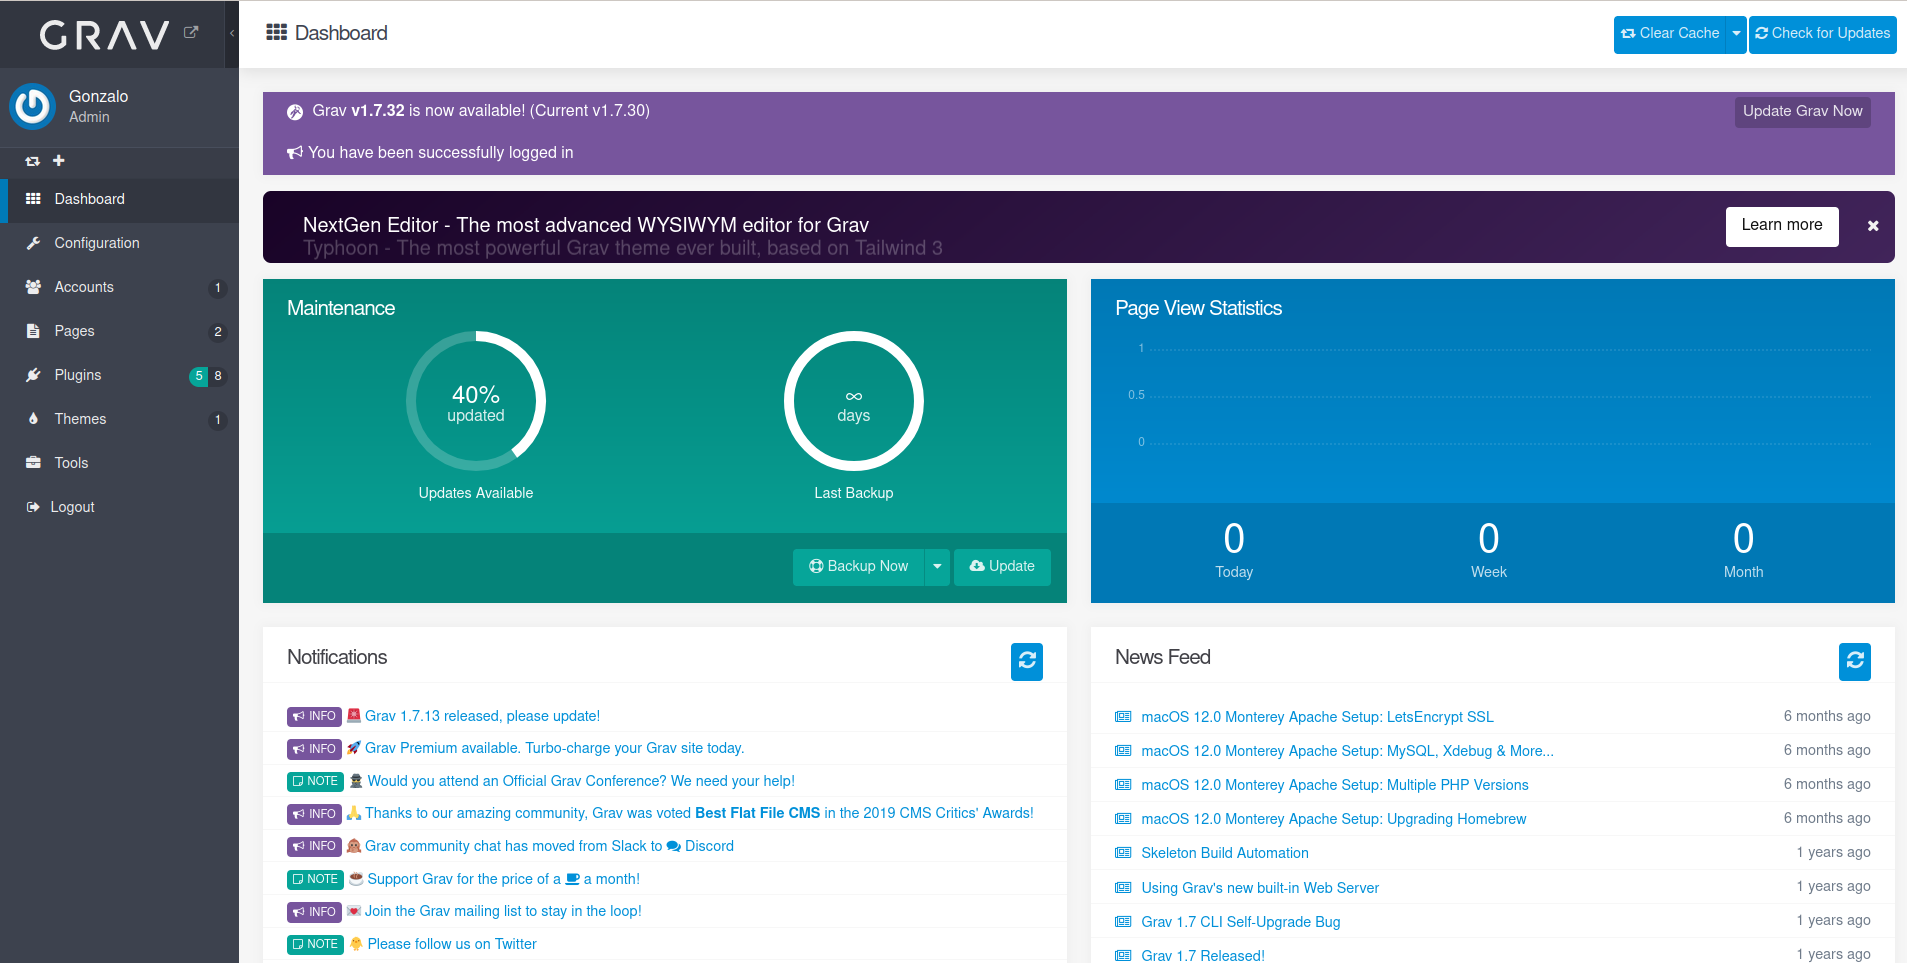 GRAV
Dashboard
Clear Cache
Check for Updates
Gonzalo
Admin
Dashboard
Configuration
Accounts 1
Pages 2
Plugins 5 8
Themes 1
Tools
Logout
Grav v1.7.32 is now available! (Current v1.7.30)
Update Grav Now
You have been successfully logged in
NextGen Editor - The most advanced WYSIWYM editor for Grav
Typhoon - The most powerful Grav theme ever built, based on Tailwind 3
Learn more
Maintenance
40%
updated
Updates Available
∞
days
Last Backup
Backup Now
Update
Page View Statistics
1
0.5
0
0
Today
0
Week
0
Month
Notifications
INFO Grav 1.7.13 released, please update!
INFO Grav Premium available. Turbo-charge your Grav site today.
NOTE Would you attend an Official Grav Conference? We need your help!
INFO Thanks to our amazing community, Grav was voted Best Flat File CMS in the 2019 CMS Critics' Awards!
INFO Grav community chat has moved from Slack to Discord
NOTE Support Grav for the price of a a month!
INFO Join the Grav mailing list to stay in the loop!
NOTE Please follow us on Twitter
News Feed
macOS 12.0 Monterey Apache Setup: LetsEncrypt SSL 6 months ago
macOS 12.0 Monterey Apache Setup: MySQL, Xdebug & More... 6 months ago
macOS 12.0 Monterey Apache Setup: Multiple PHP Versions 6 months ago
macOS 12.0 Monterey Apache Setup: Upgrading Homebrew 6 months ago
Skeleton Build Automation 1 years ago
Using Grav's new built-in Web Server 1 years ago
Grav 1.7 CLI Self-Upgrade Bug 1 years ago
Grav 1.7 Released! 1 years ago